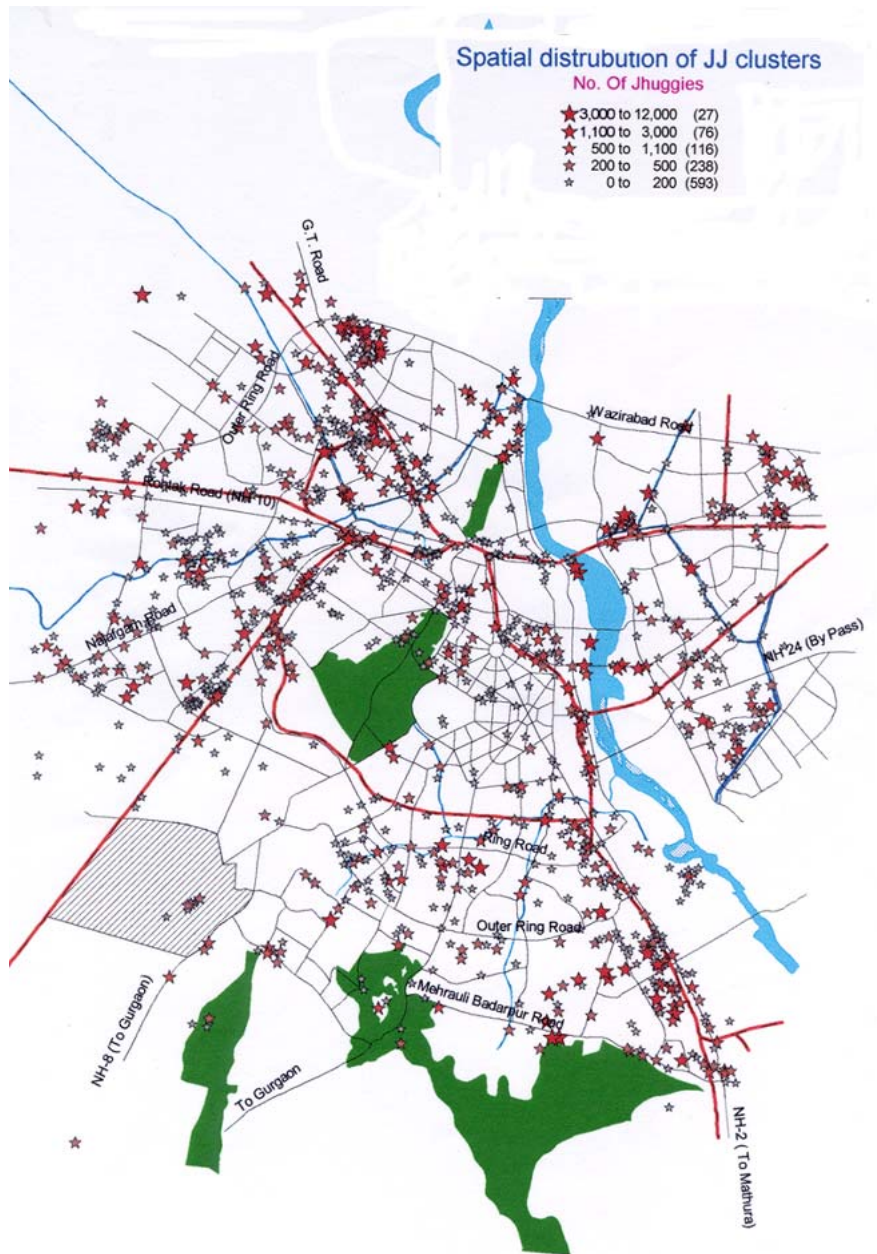 Spatial distrubution of JJ clusters
No. Of Jhuggies
3,000 to 12,000 (27)
1,100 to 3,000 (76)
500 to 1,100 (116)
200 to 500 (238)
0 to 200 (593)
G.T. Road
Outer Ring Road
Wazirabad Road
Rohtak Road (NH 10)
Najafgarh Road
NH 24 (By Pass)
Ring Road
Outer Ring Road
Mehrauli Badarpur Road
NH-8 (To Gurgaon)
To Gurgaon
NH-2 ( To Mathura)